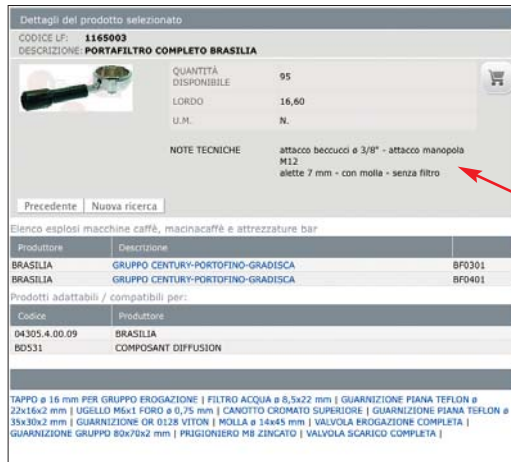 Dettagli del prodotto selezionato
CODICE LF: 1165003
DESCRIZIONE: PORTAFILTRO COMPLETO BRASILIA
QUANTITÀ DISPONIBILE 95
LORDO 16,60
U.M. N.
NOTE TECNICHE attacco beccucci ø 3/8" - attacco manopola
M12
alette 7 mm - con molla - senza filtro
Precedente Nuova ricerca
Elenco esplosi macchine caffè, macinacaffè e attrezzature bar
Produttore Descrizione
BRASILIA GRUPPO CENTURY-PORTOFINO-GRADISCA BF0301
BRASILIA GRUPPO CENTURY-PORTOFINO-GRADISCA BF0401
Prodotti adattabili / compatibili per:
Codice Produttore
04305.4.00.09 BRASILIA
BD531 COMPOSANT DIFFUSION
TAPPO ø 16 mm PER GRUPPO EROGAZIONE | FILTRO ACQUA ø 8,5x22 mm | GUARNIZIONE PIANA TEFLON ø
22x16x2 mm | UGELLO M6x1 FORO ø 0,75 mm | CANOTTO CROMATO SUPERIORE | GUARNIZIONE PIANA TEFLON ø
35x30x2 mm | GUARNIZIONE OR 0128 VITON | MOLLA ø 14x45 mm | VALVOLA EROGAZIONE COMPLETA |
GUARNIZIONE GRUPPO 80x70x2 mm | PRIGIONIERO M8 ZINCATO | VALVOLA SCARICO COMPLETA |